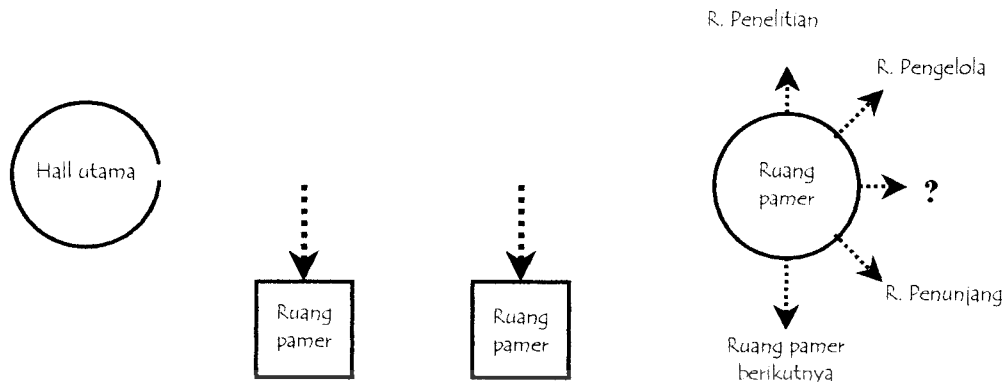 R. Penelitian
R. Pengelola
Hall utama
Ruang
pamer
?
Ruang
pamer
Ruang
pamer
R. Penunjang
Ruang pamer
berikutnya